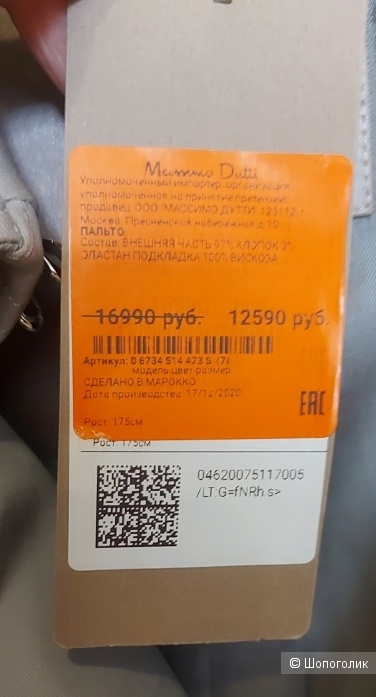 Massimo Dutti
Уполномоченный импортер, организация
уполномоченная на принятие претензий
продавец ООО "МАССИМО ДУТТИ" 123112, г
Москва, Пресненская набережная д.10
ПАЛЬТО
Состав: ВНЕШНЯЯ ЧАСТЬ 97% ХЛОПОК 3%
ЭЛАСТАН ПОДКЛАДКА 100% ВИСКОЗА
16990 руб. 12590 руб.
Артикул: 0 6734 514 423 S (7)
модель цвет размер
СДЕЛАНО В МАРОККО
Дата производства: 17/12/2020
EAC
Рост: 175см
Рост: 175см
04620075117005
/LT:G=fNRh.s>
© Шопоголик